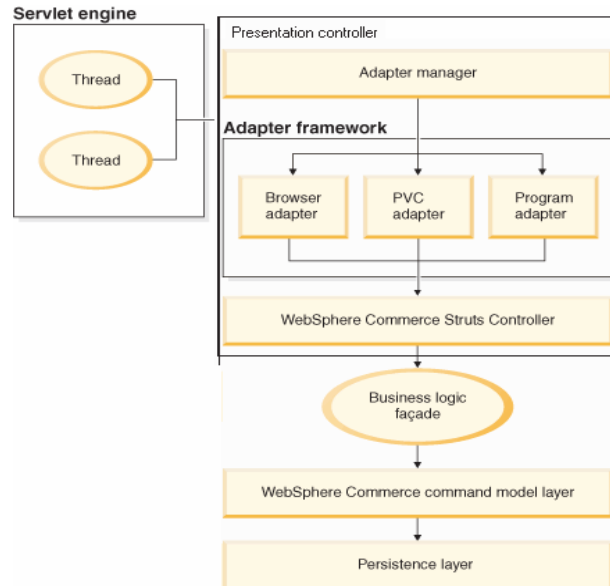 Servlet engine
Thread
Thread
Presentation controller
Adapter manager
Adapter framework
Browser
adapter
PVC
adapter
Program
adapter
WebSphere Commerce Struts Controller
Business logic
façade
WebSphere Commerce command model layer
Persistence layer